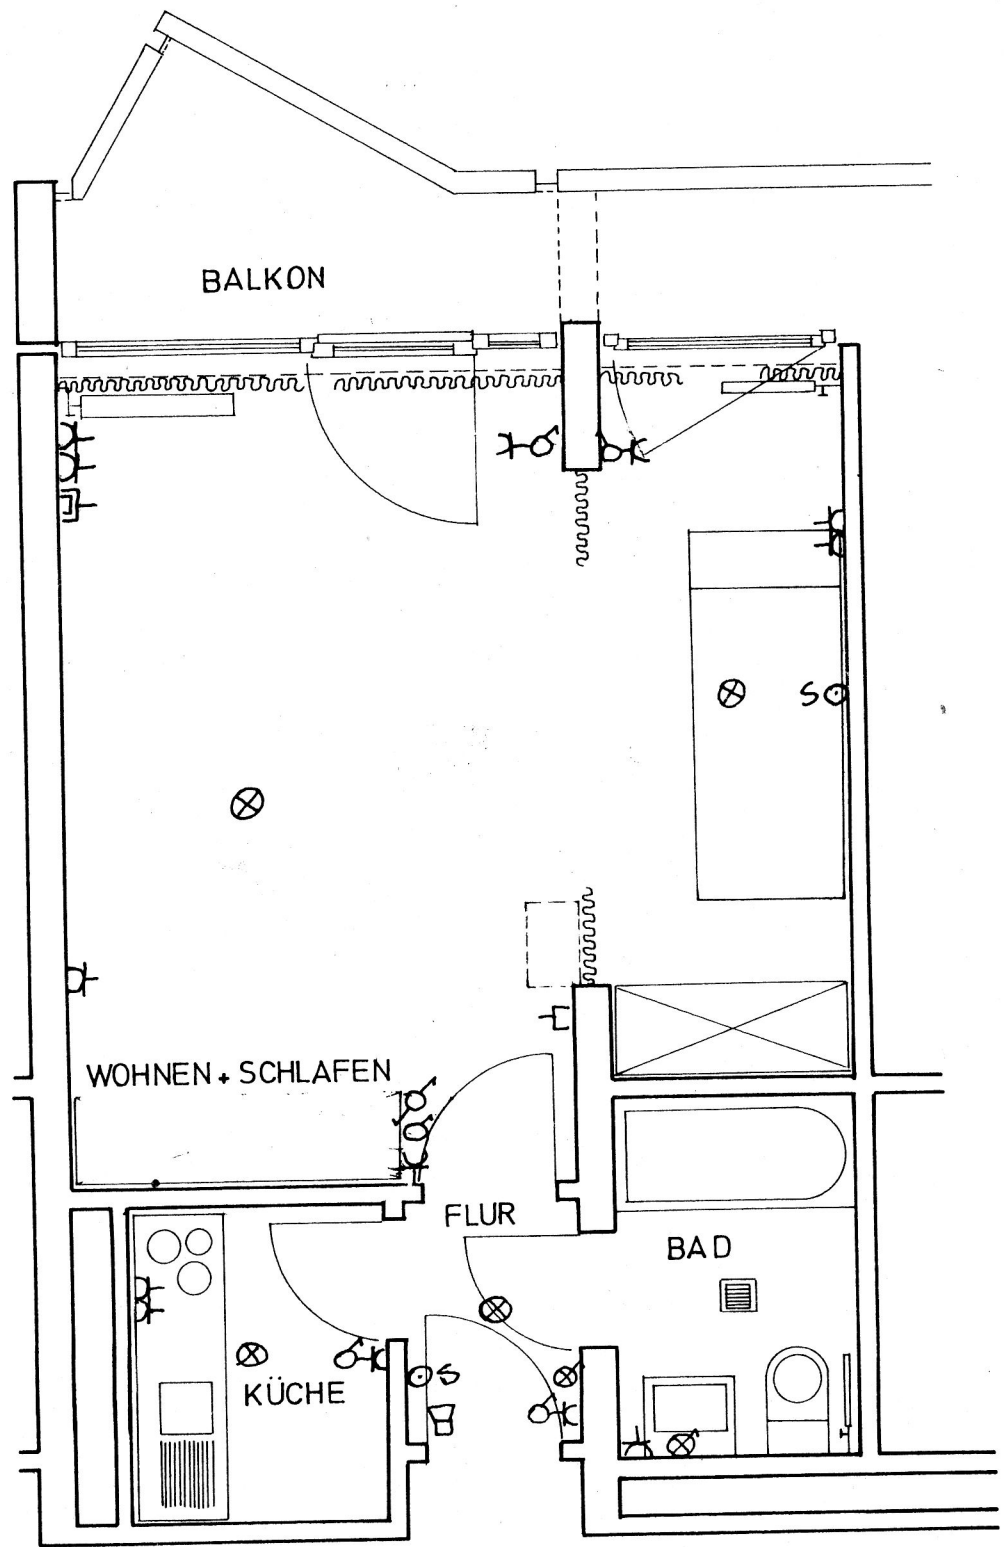 BALKON
S
WOHNEN + SCHLAFEN
FLUR
BAD
S
KÜCHE